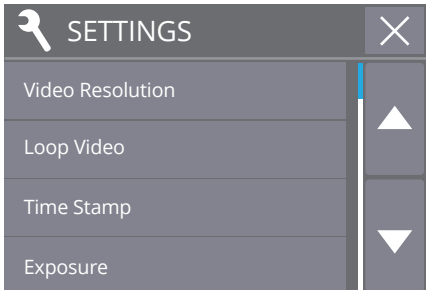 SETTINGS
Video Resolution
Loop Video
Time Stamp
Exposure